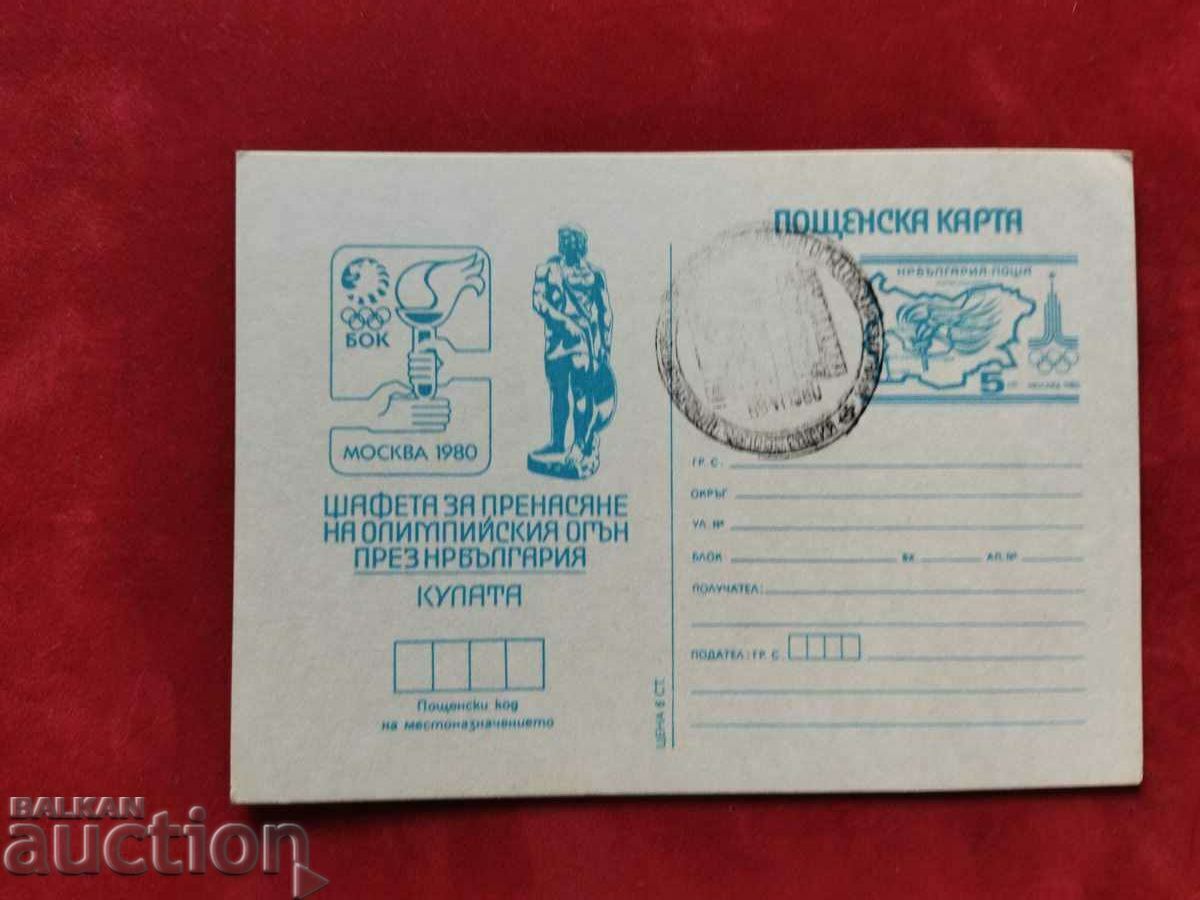 ПОЩЕНСКА КАРТА
БОК
МОСКВА 1980
НРБЪЛГАРИЯ·ПОЩА
5 СТ
МОСКВА 1980
ЩАФЕТА ЗА ПРЕНАСЯНЕ
НА ОЛИМПИЙСКИЯ ОГЪН
ПРЕЗ НРБЪЛГАРИЯ
КУЛАТА
Пощенски код
на местоназначението
ЦЕНА 6 СТ.
ГР. С.
ОКРЪГ
УЛ. №
БЛОК ВХ АП. №
ПОЛУЧАТЕЛ:
ПОДАТЕЛ: ГР. С.
BALKAN
auction